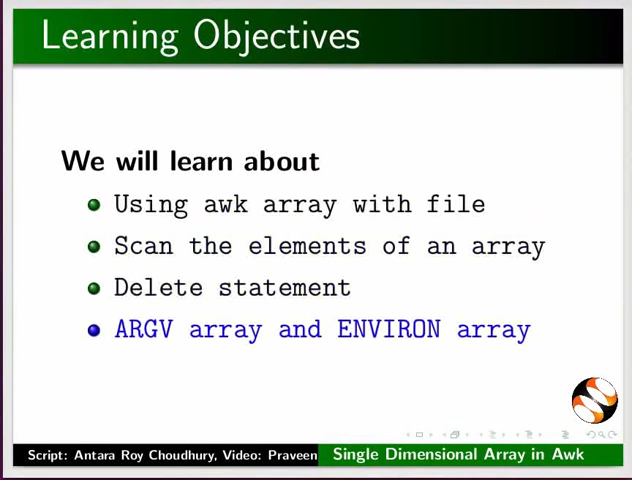 Learning Objectives
We will learn about
Using awk array with file
Scan the elements of an array
Delete statement
ARGV array and ENVIRON array
Script: Antara Roy Choudhury, Video: Praveen
Single Dimensional Array in Awk